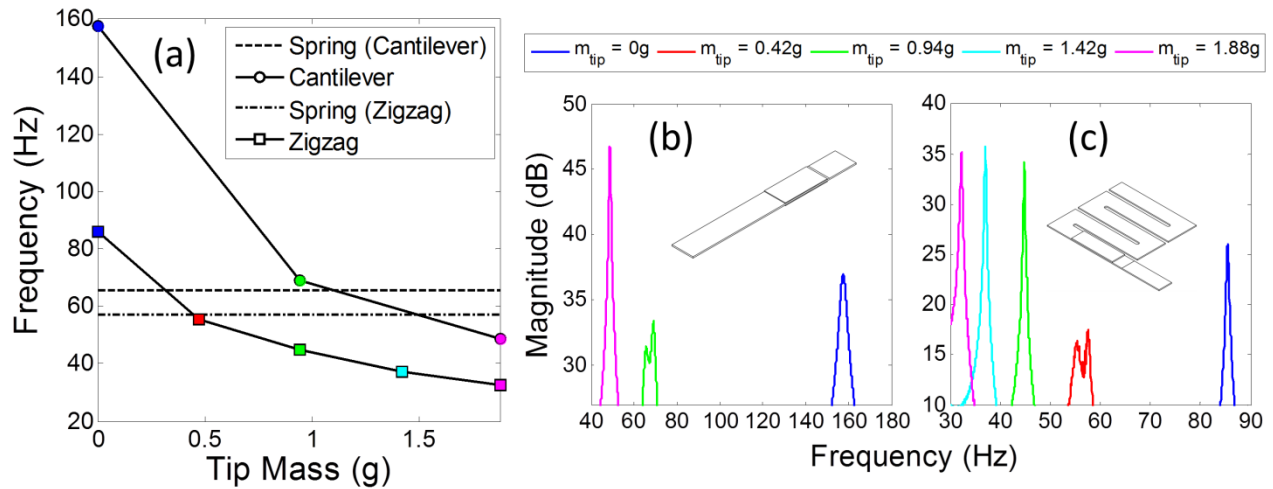 (a)
160
140
120
100
80
60
40
20
0
0.5
1
1.5
Frequency (Hz)
Tip Mass (g)
Spring (Cantilever)
Cantilever
Spring (Zigzag)
Zigzag
m_tip = 0g m_tip = 0.42g m_tip = 0.94g m_tip = 1.42g m_tip = 1.88g
(b)
50
45
40
35
30
40 60 80 100 120 140 160 180
Magnitude (dB)
(c)
40
35
30
25
20
15
10
30 40 50 60 70 80 90
Frequency (Hz)